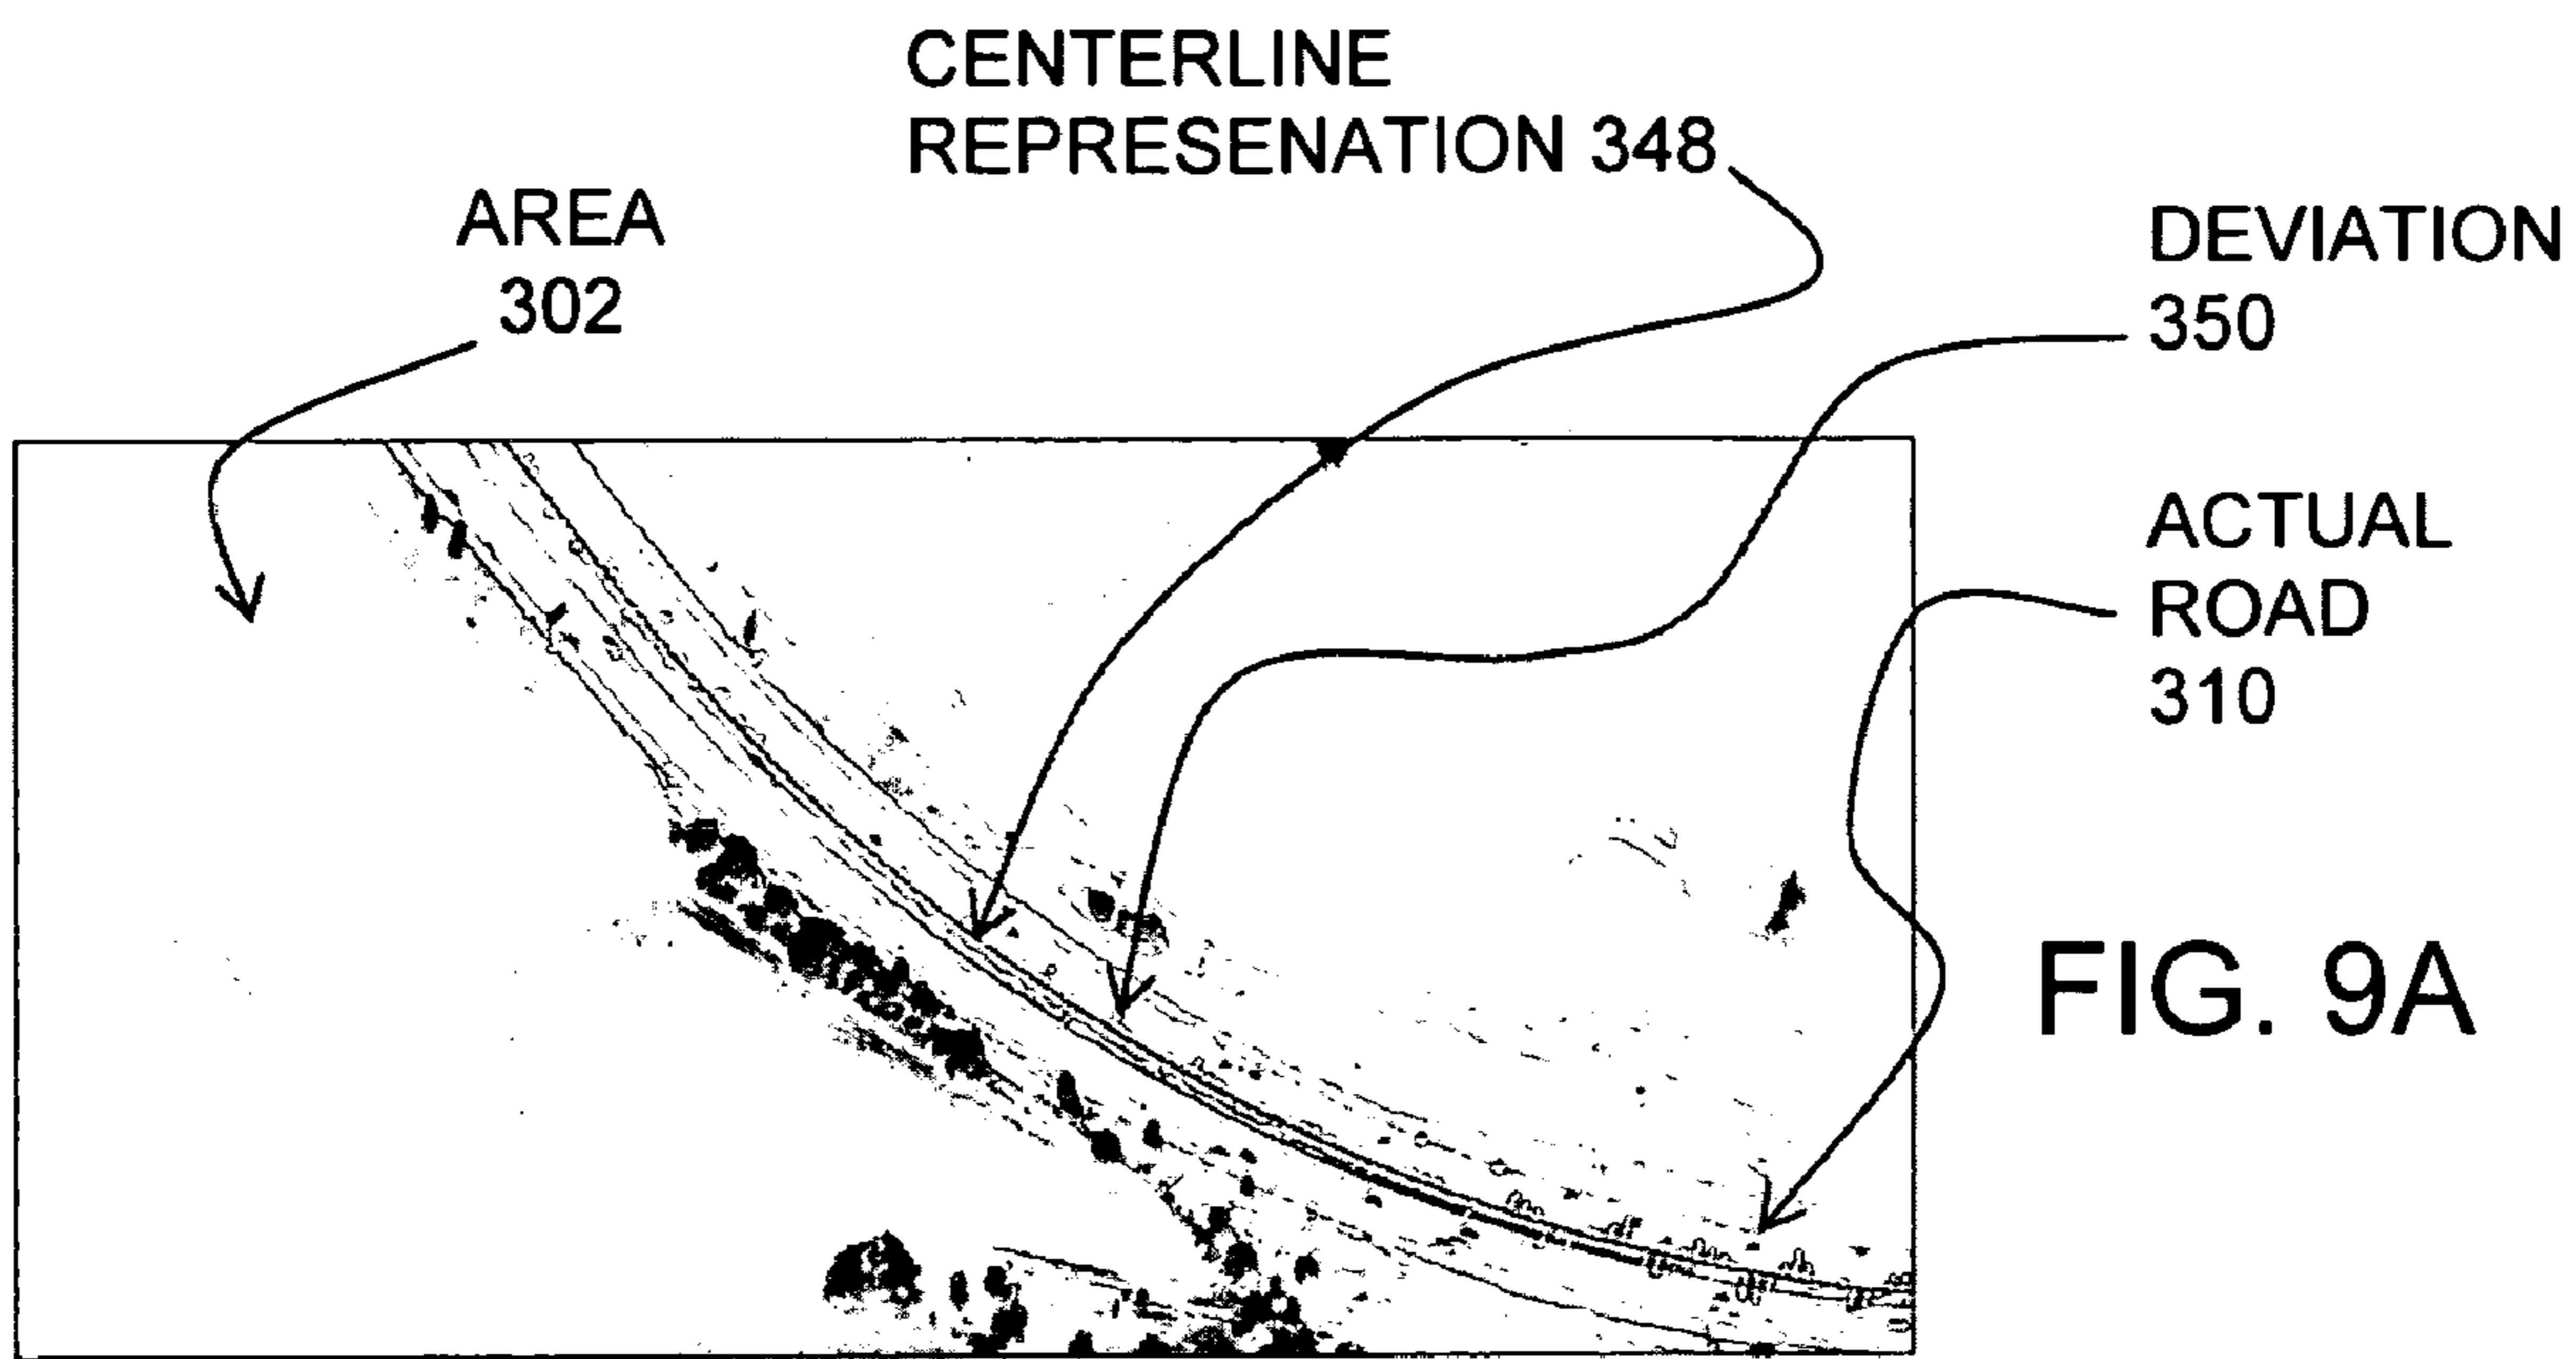 CENTERLINE
REPRESENATION 348
AREA
302
DEVIATION
350
ACTUAL
ROAD
310
FIG. 9A